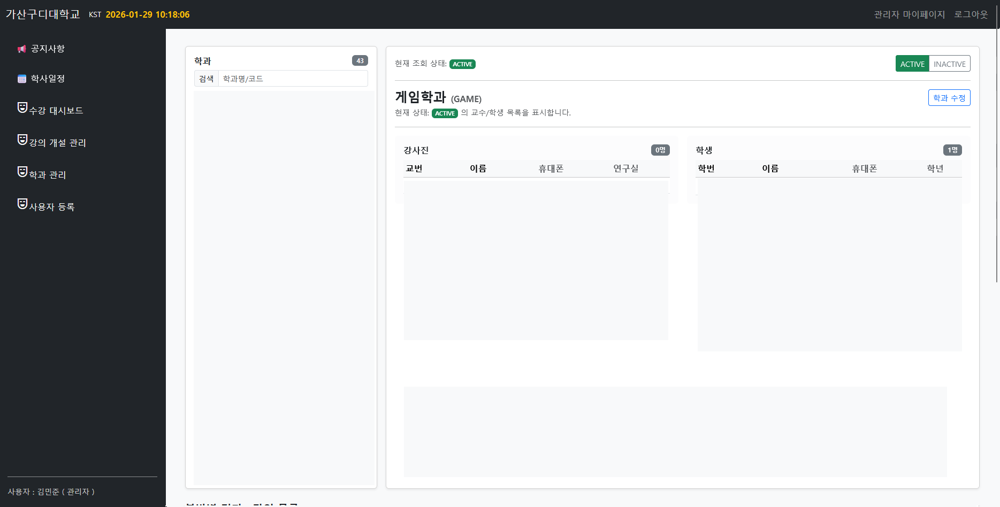 가산구디대학교 KST 2026-01-29 10:18:06
관리자 마이페이지 로그아웃
공지사항
학사일정
수강 대시보드
강의 개설 관리
학과 관리
사용자 등록
사용자 : 김민준 ( 관리자 )
학과 43
검색 학과명/코드
현재 조회 상태: ACTIVE
ACTIVE INACTIVE
게임학과 (GAME)
학과 수정
현재 상태: ACTIVE 의 교수/학생 목록을 표시합니다.
강사진 0명
교번 이름 휴대폰 연구실
학생 1명
학번 이름 휴대폰 학년